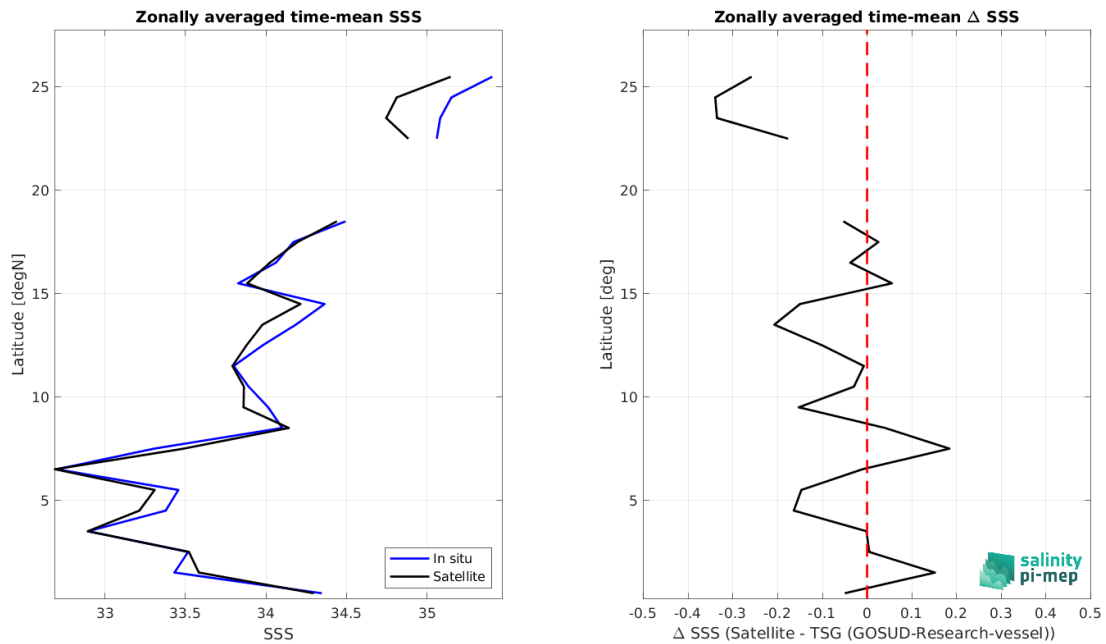 Zonally averaged time-mean SSS
25
20
15
10
5
Latitude [degN]
33
33.5
34
34.5
35
SSS
In situ
Satellite
Zonally averaged time-mean Δ SSS
25
20
15
10
5
Latitude [deg]
-0.5
-0.4
-0.3
-0.2
-0.1
0
0.1
0.2
0.3
0.4
0.5
Δ SSS (Satellite - TSG (GOSUD-Research-vessel))
salinity
pi-mep